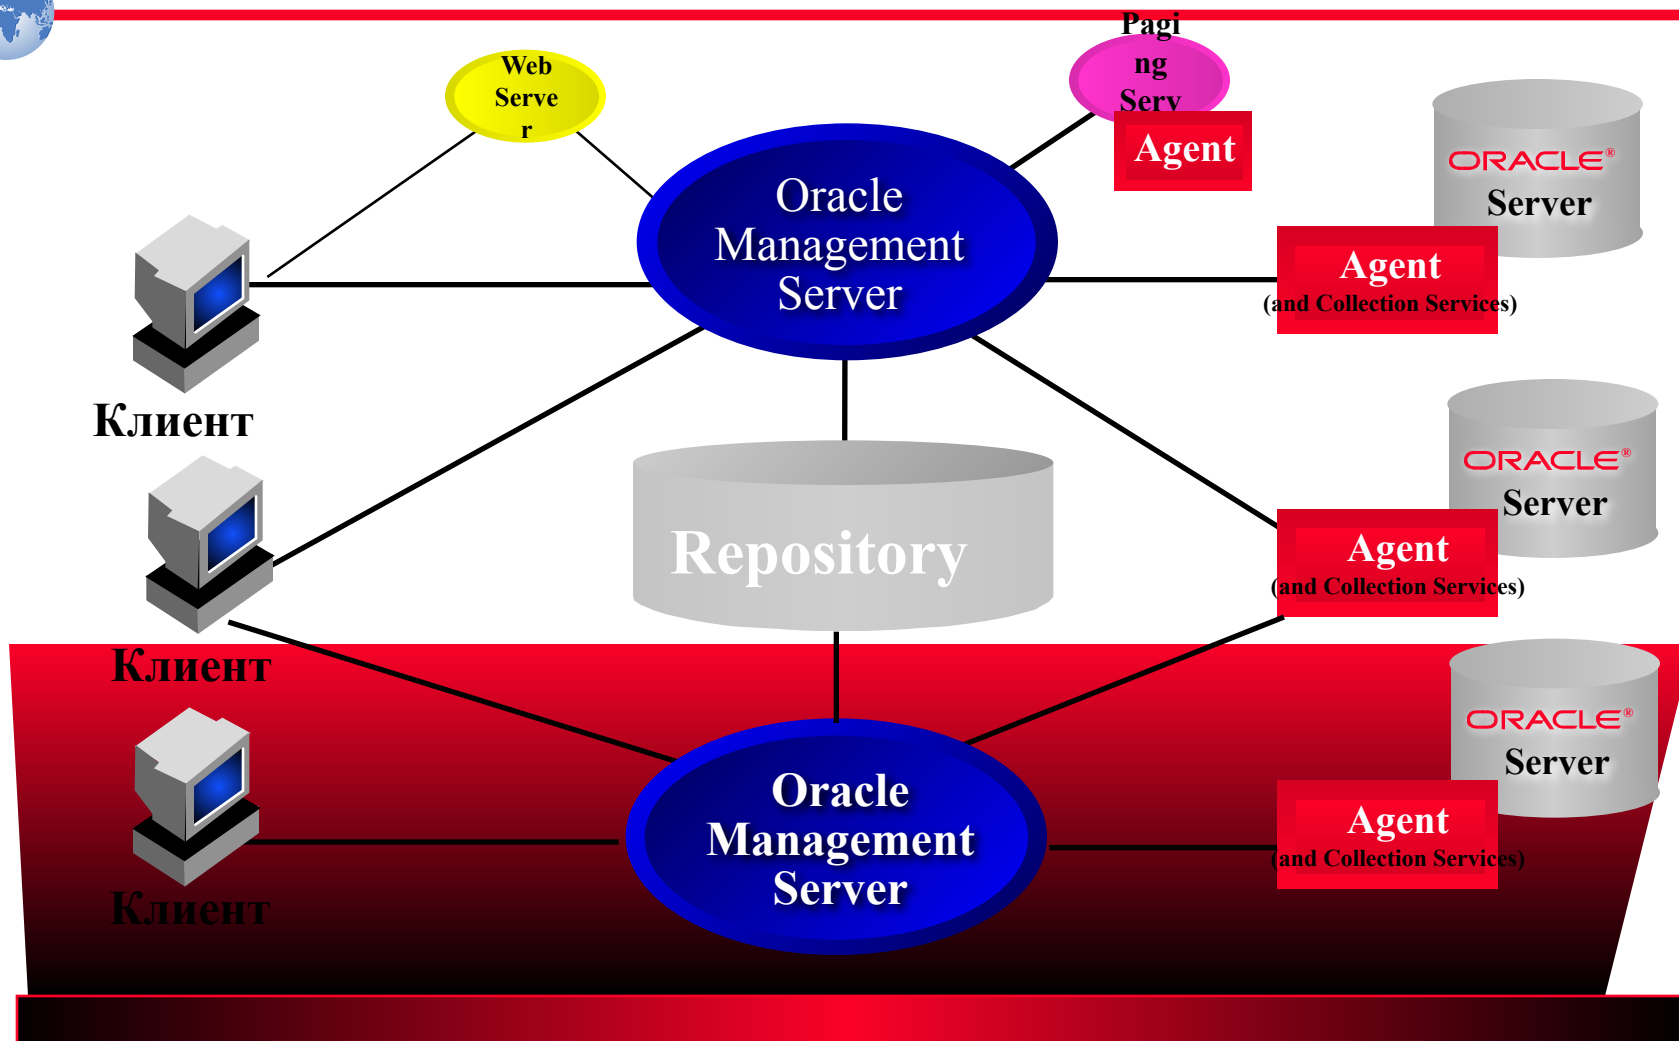 Web
Serve
r
Pagi
ng
Serv
Agent
Oracle
Management
Server
ORACLE®
Server
Agent
(and Collection Services)
Клиент
ORACLE®
Server
Repository
Agent
(and Collection Services)
Клиент
ORACLE®
Server
Oracle
Management
Server
Agent
(and Collection Services)
Клиент